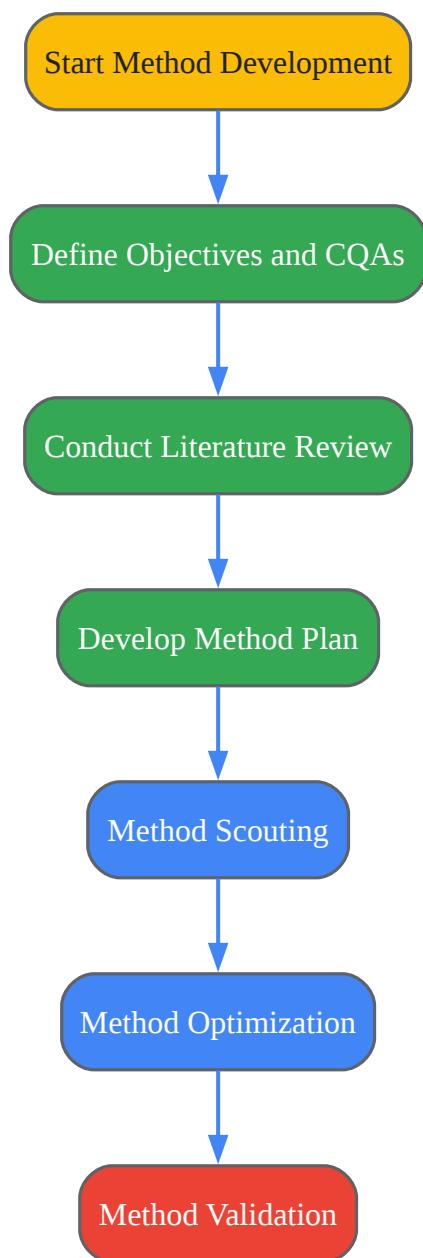 Start Method Development
Define Objectives and CQAs
Conduct Literature Review
Develop Method Plan
Method Scouting
Method Optimization
Method Validation